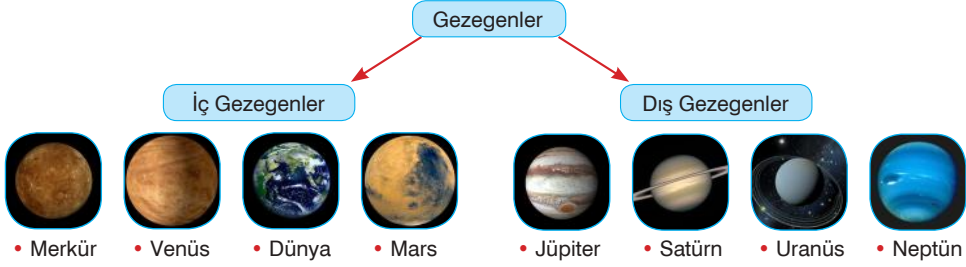 Gezegenler
İç Gezegenler
Dış Gezegenler
• Merkür
• Venüs
• Dünya
• Mars
• Jüpiter
• Satürn
• Uranüs
• Neptün